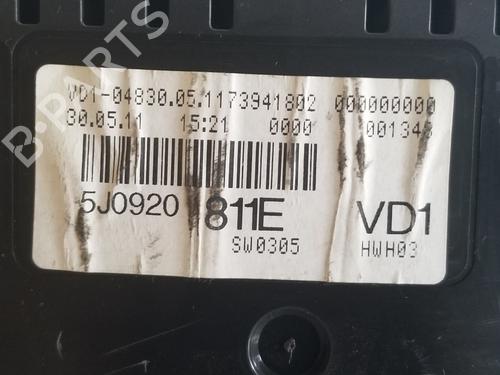 B-PARTS
VD1-04830.05.1173941802 000000000
30.05.11 15:21 0000 001348
5J0920 811E VD1
SW0305 HWH03